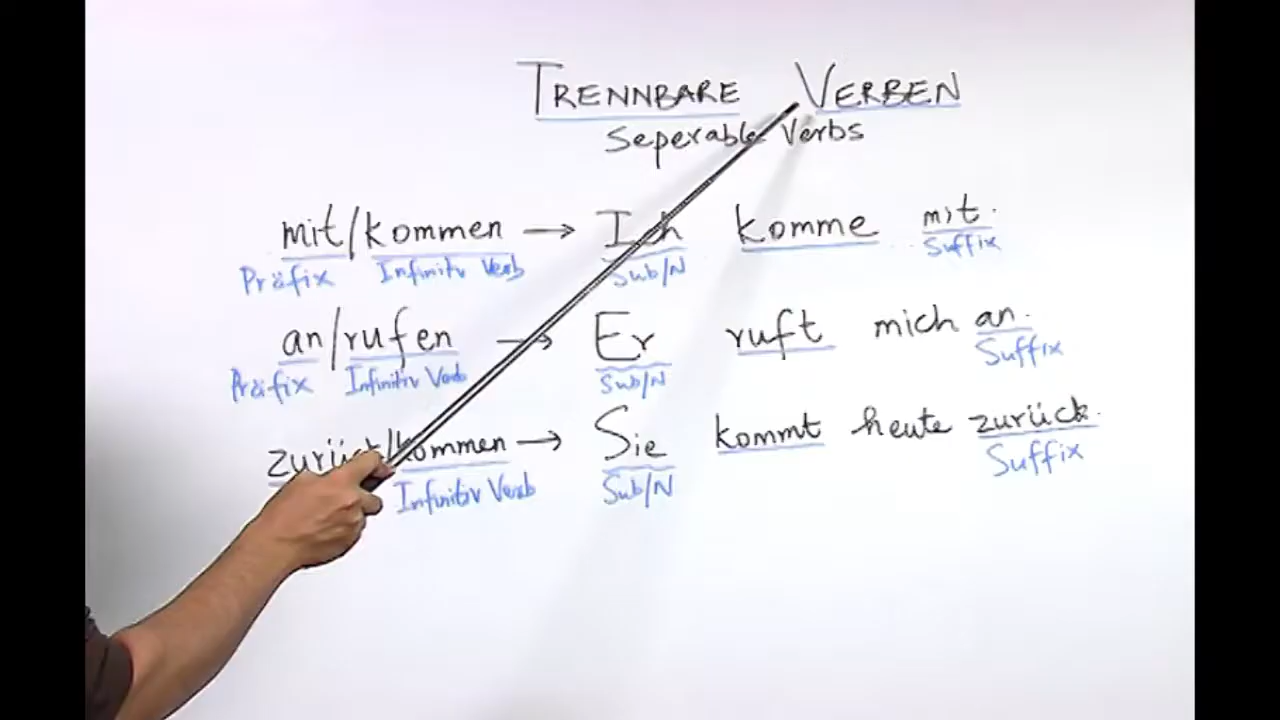 TRENNBARE VERBEN
Seperable Verbs
mit/kommen → Ich komme mit.
Präfix Infinitiv Verb Sub/N Suffix
an/rufen → Er ruft mich an.
Präfix Infinitiv Verb Sub/N Suffix
zurück/kommen → Sie kommt heute zurück.
Infinitiv Verb Sub/N Suffix